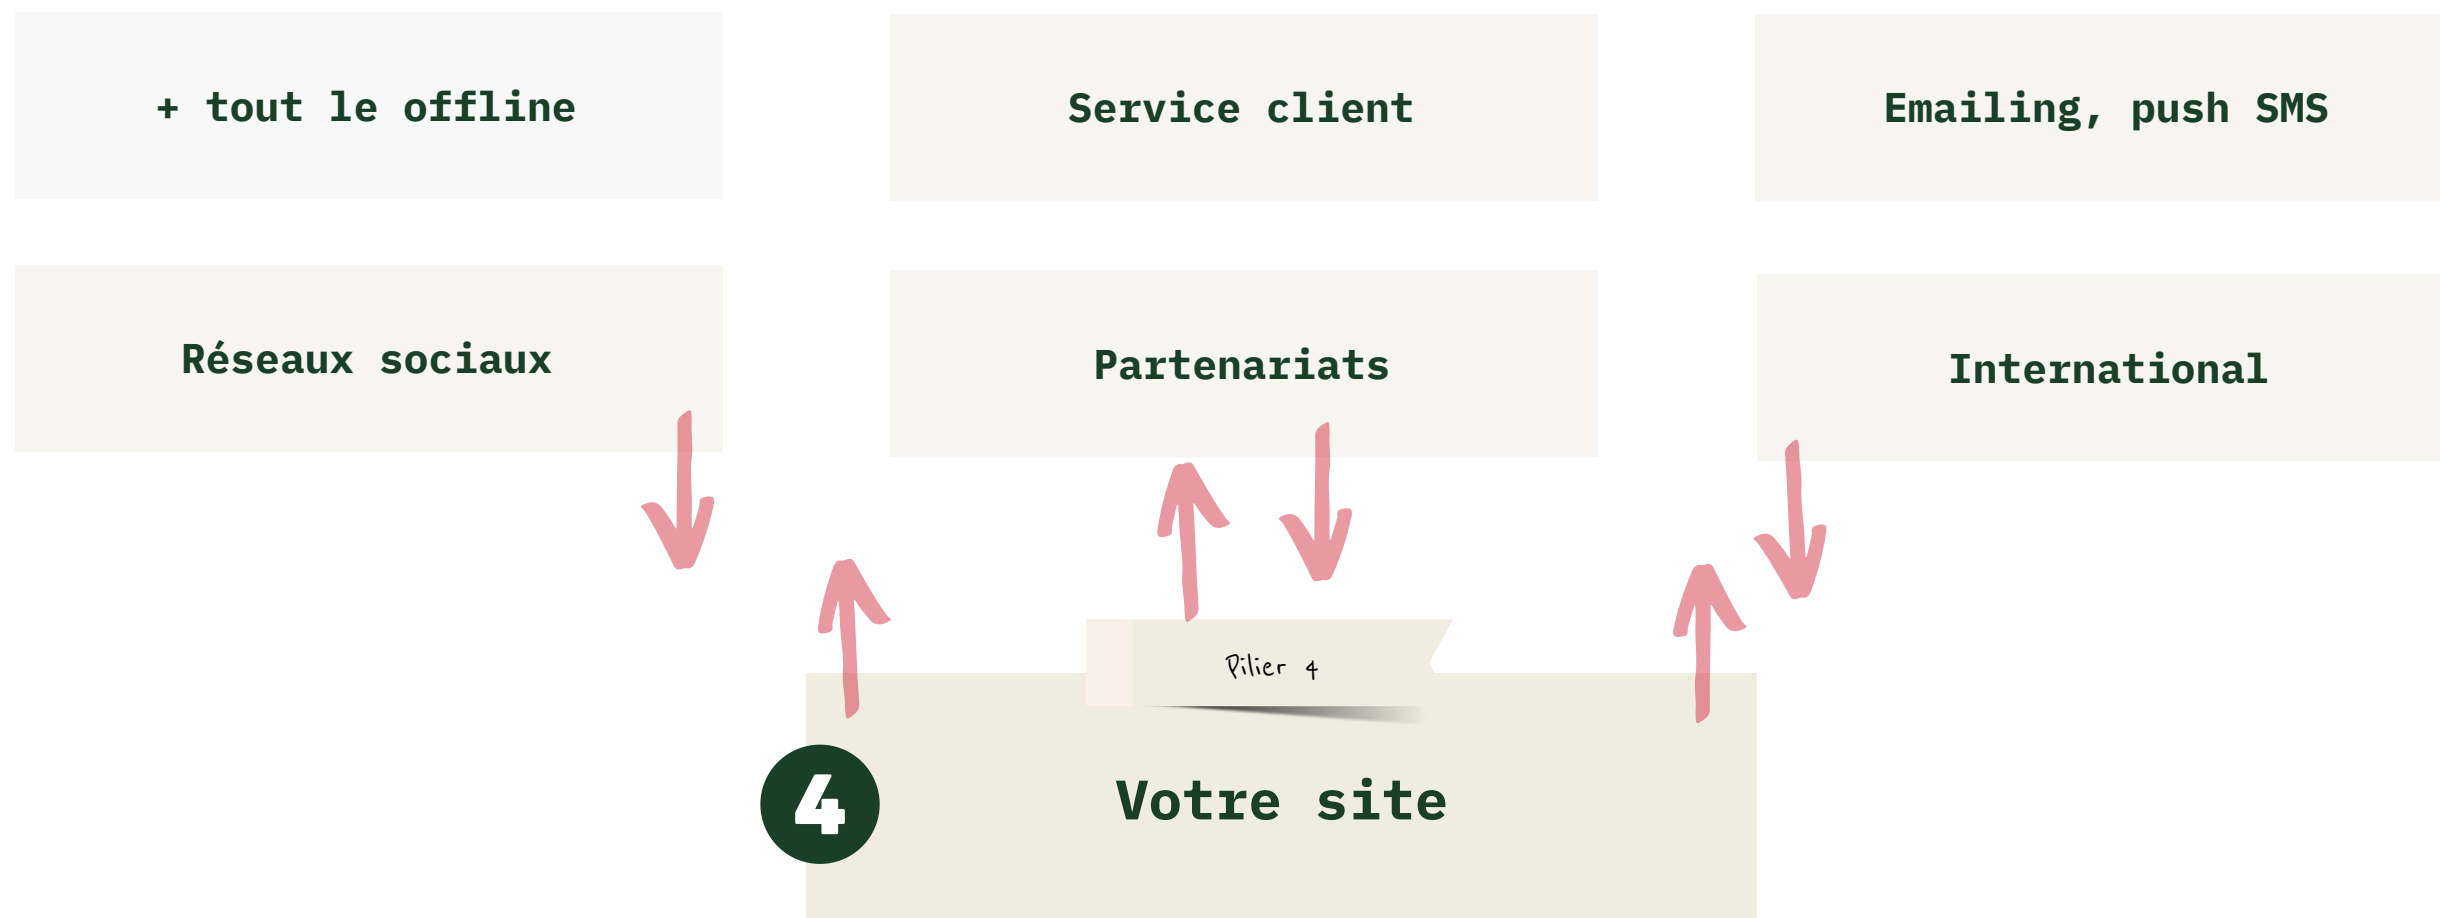 + tout le offline
Service client
Emailing, push SMS
Réseaux sociaux
Partenariats
International
Pilier 4
4
Votre site